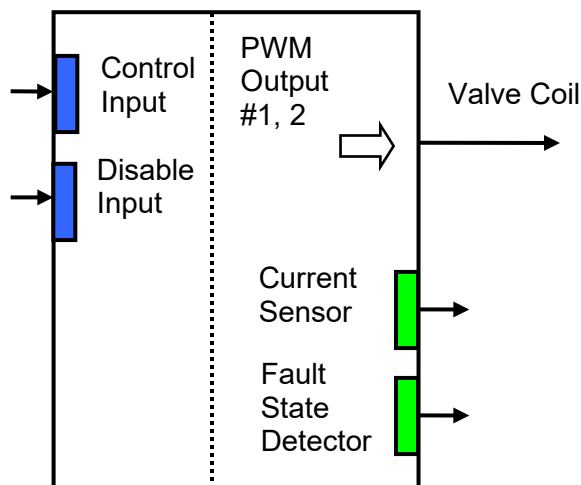 Control
Input
Disable
Input
PWM
Output
#1, 2
Valve Coil
Current
Sensor
Fault
State
Detector